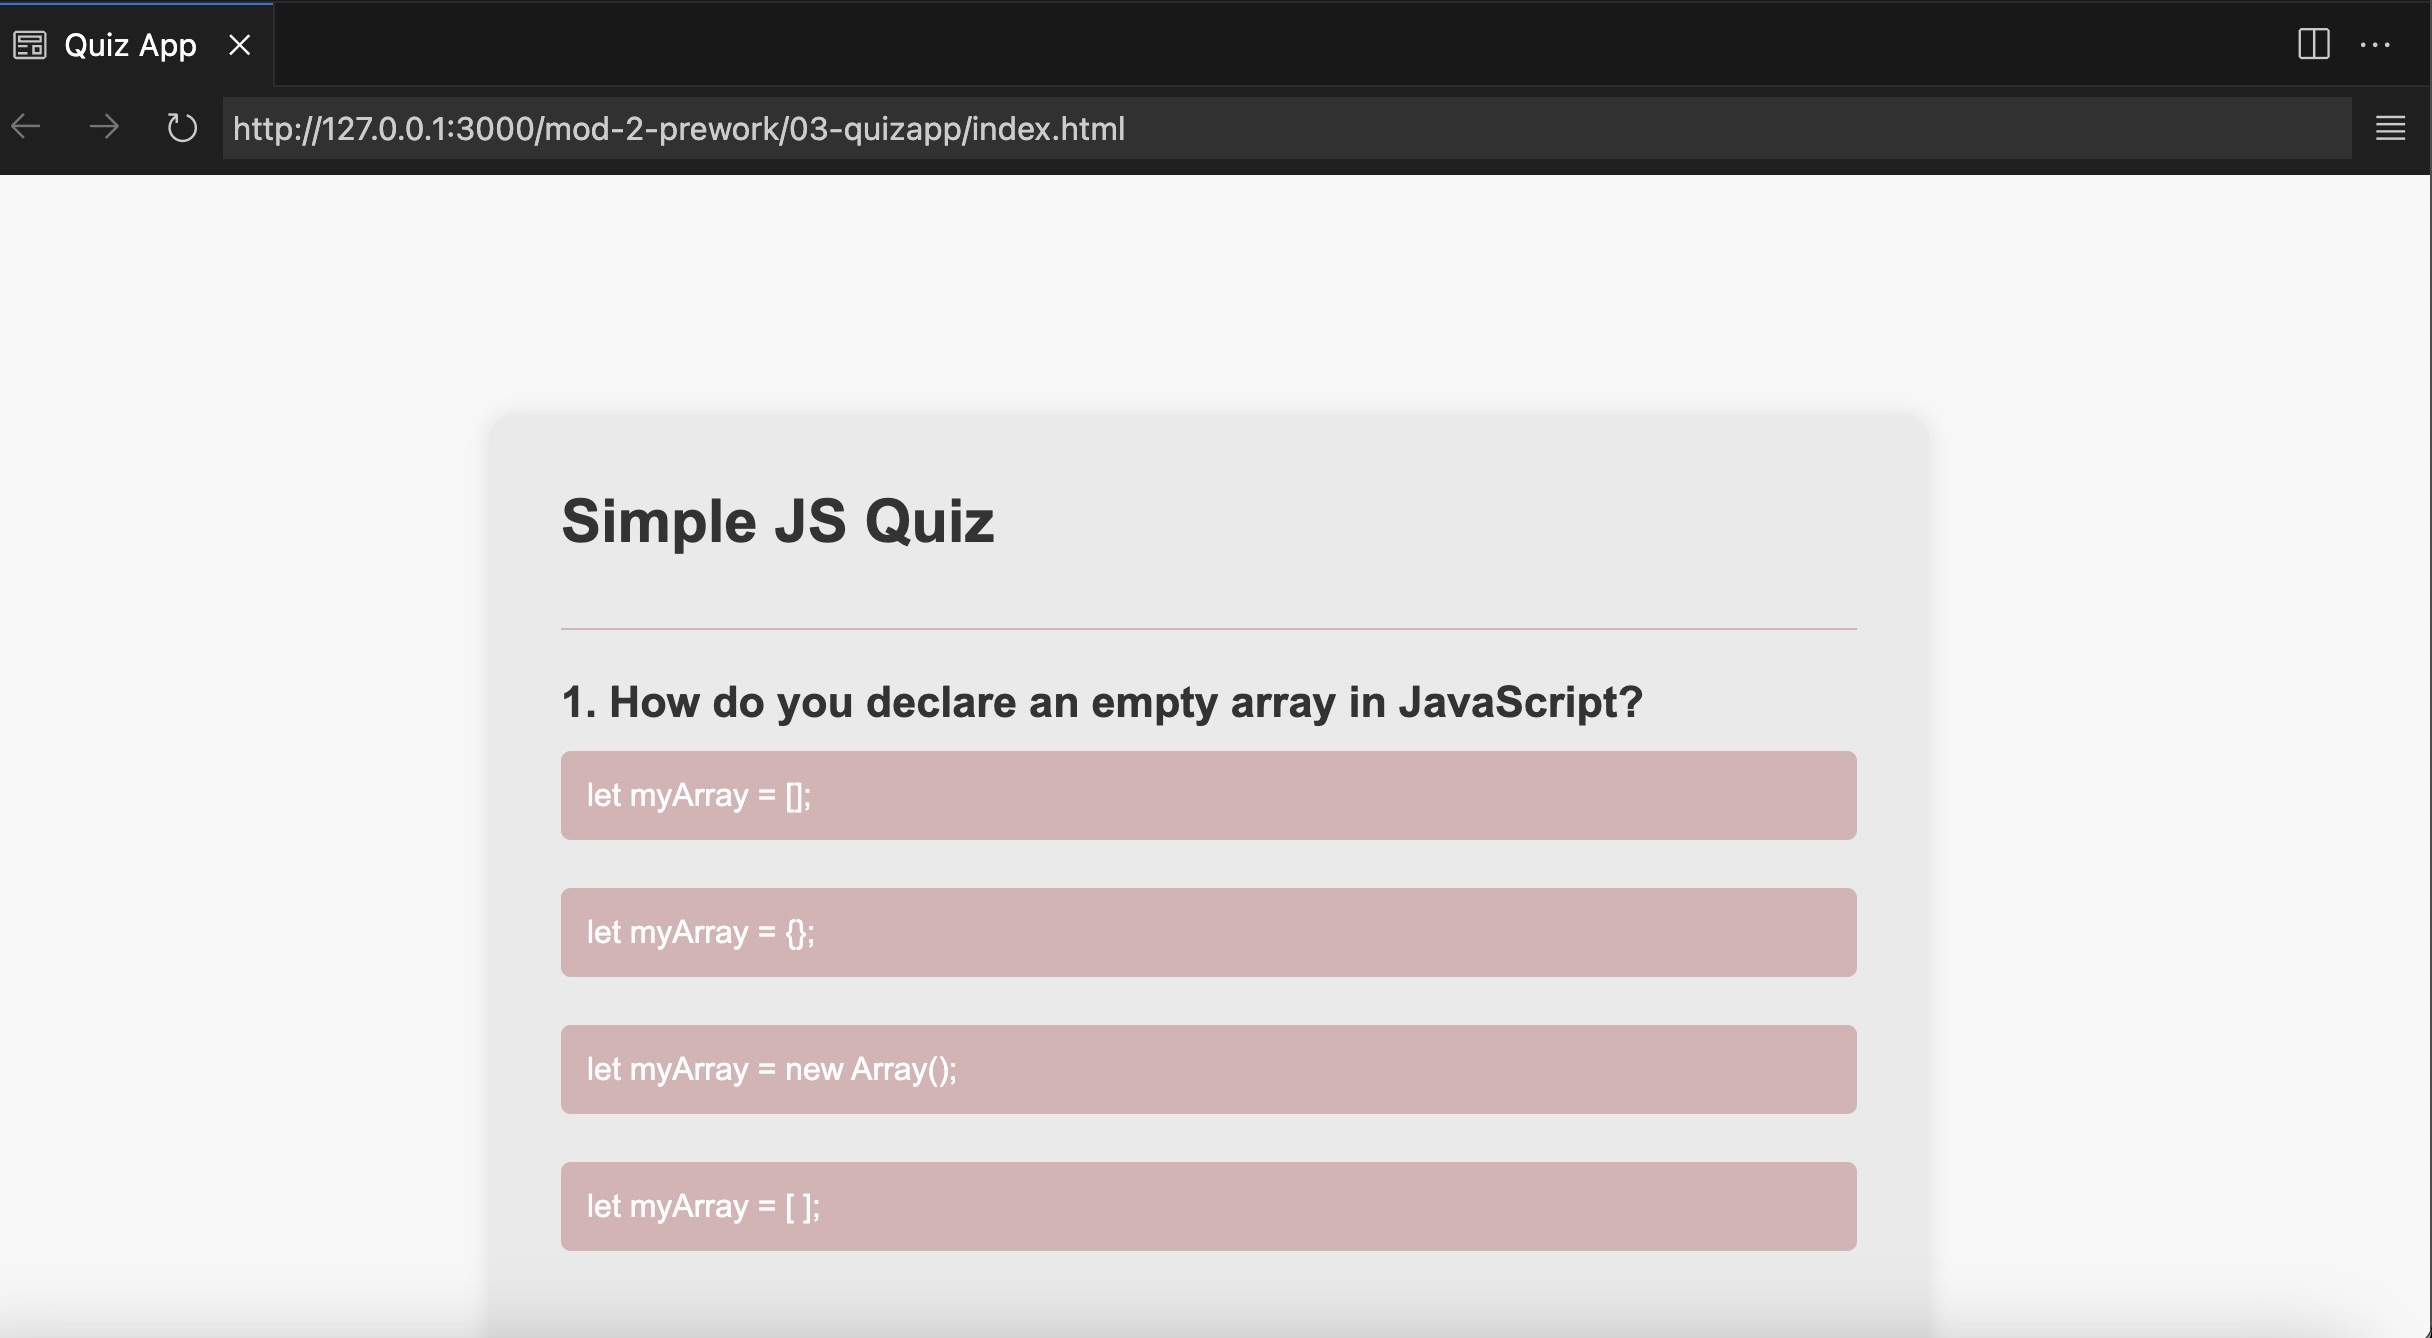 Quiz App
http://127.0.0.1:3000/mod-2-prework/03-quizapp/index.html
Simple JS Quiz
1. How do you declare an empty array in JavaScript?
let myArray = [];
let myArray = {};
let myArray = new Array();
let myArray = [ ];